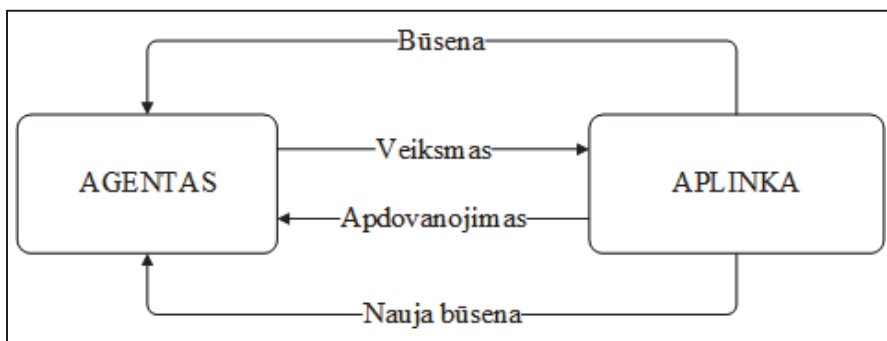 Būsena
Veiksmas
AGENTAS
APLINKA
Apdovanojimas
Nauja būsena